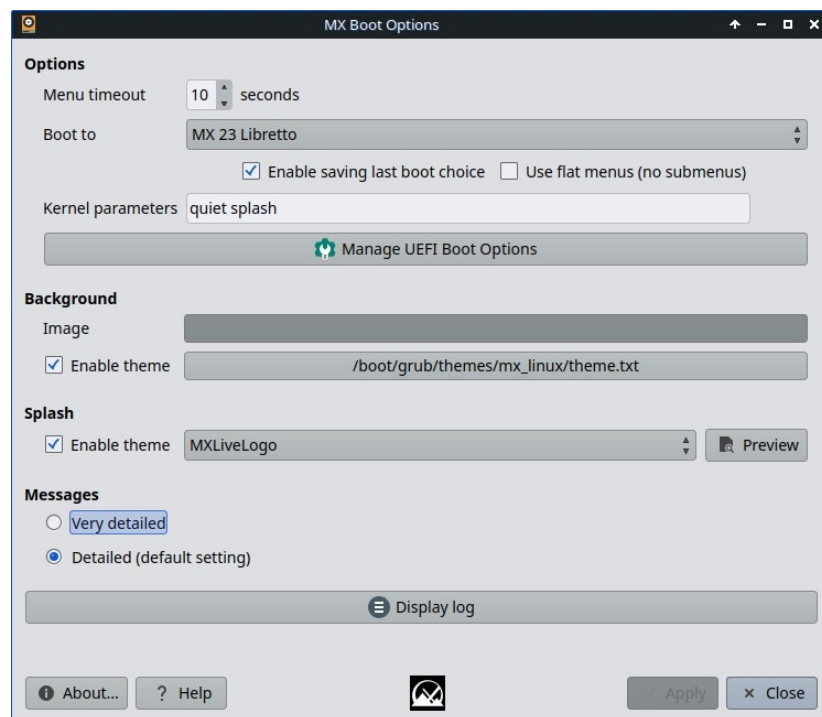 MX Boot Options
Options
Menu timeout 10 seconds
Boot to MX 23 Libretto
Enable saving last boot choice Use flat menus (no submenus)
Kernel parameters quiet splash
Manage UEFI Boot Options
Background
Image
Enable theme /boot/grub/themes/mx_linux/theme.txt
Splash
Enable theme MXLiveLogo Preview
Messages
Very detailed
Detailed (default setting)
Display log
About... ? Help Apply Close